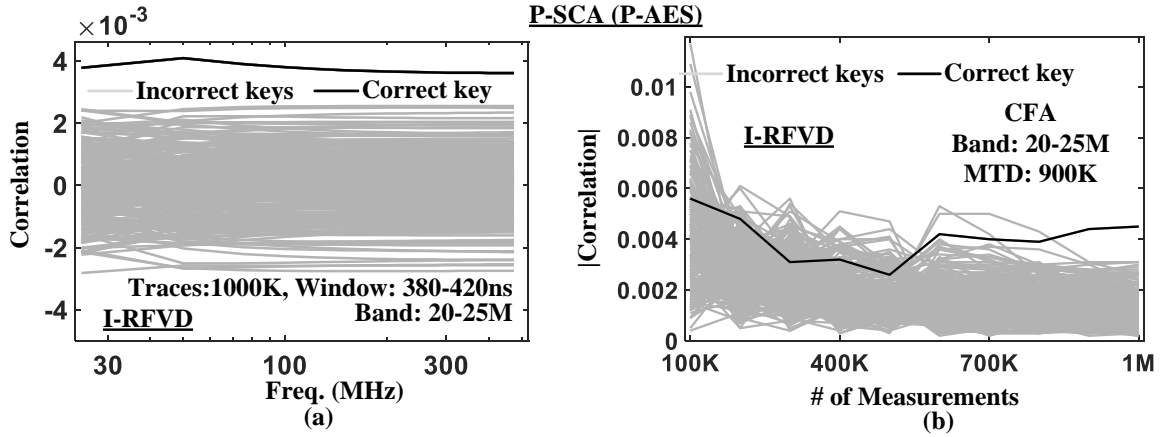 P-SCA (P-AES)
× 10⁻³
4
2
0
-2
-4
Correlation
Incorrect keys
Correct key
Traces:1000K, Window: 380-420ns
Band: 20-25M
I-RFVD
30
100
300
Freq. (MHz)
(a)
0.01
0.008
0.006
0.004
0.002
0
|Correlation|
Incorrect keys
Correct key
I-RFVD
CFA
Band: 20-25M
MTD: 900K
100K
400K
700K
1M
# of Measurements
(b)